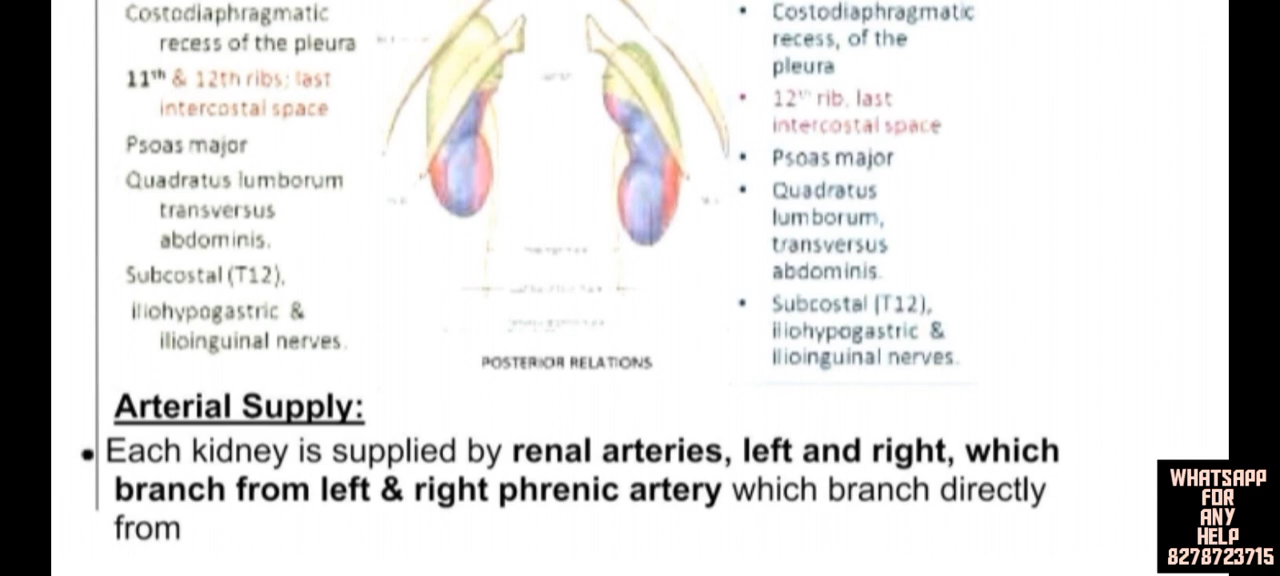 Costodiaphragmatic
recess of the pleura
11th & 12th ribs; last
intercostal space
Psoas major
Quadratus lumborum
transversus
abdominis.
Subcostal (T12),
iliohypogastric &
ilioinguinal nerves.
POSTERIOR RELATIONS
• Costodiaphragmatic
recess, of the
pleura
• 12th rib, last
intercostal space
• Psoas major
• Quadratus
lumborum,
transversus
abdominis.
• Subcostal (T12),
iliohypogastric &
ilioinguinal nerves.
Arterial Supply:
• Each kidney is supplied by renal arteries, left and right, which
branch from left & right phrenic artery which branch directly
from
WHATSAPP
FOR
ANY
HELP
8278723715